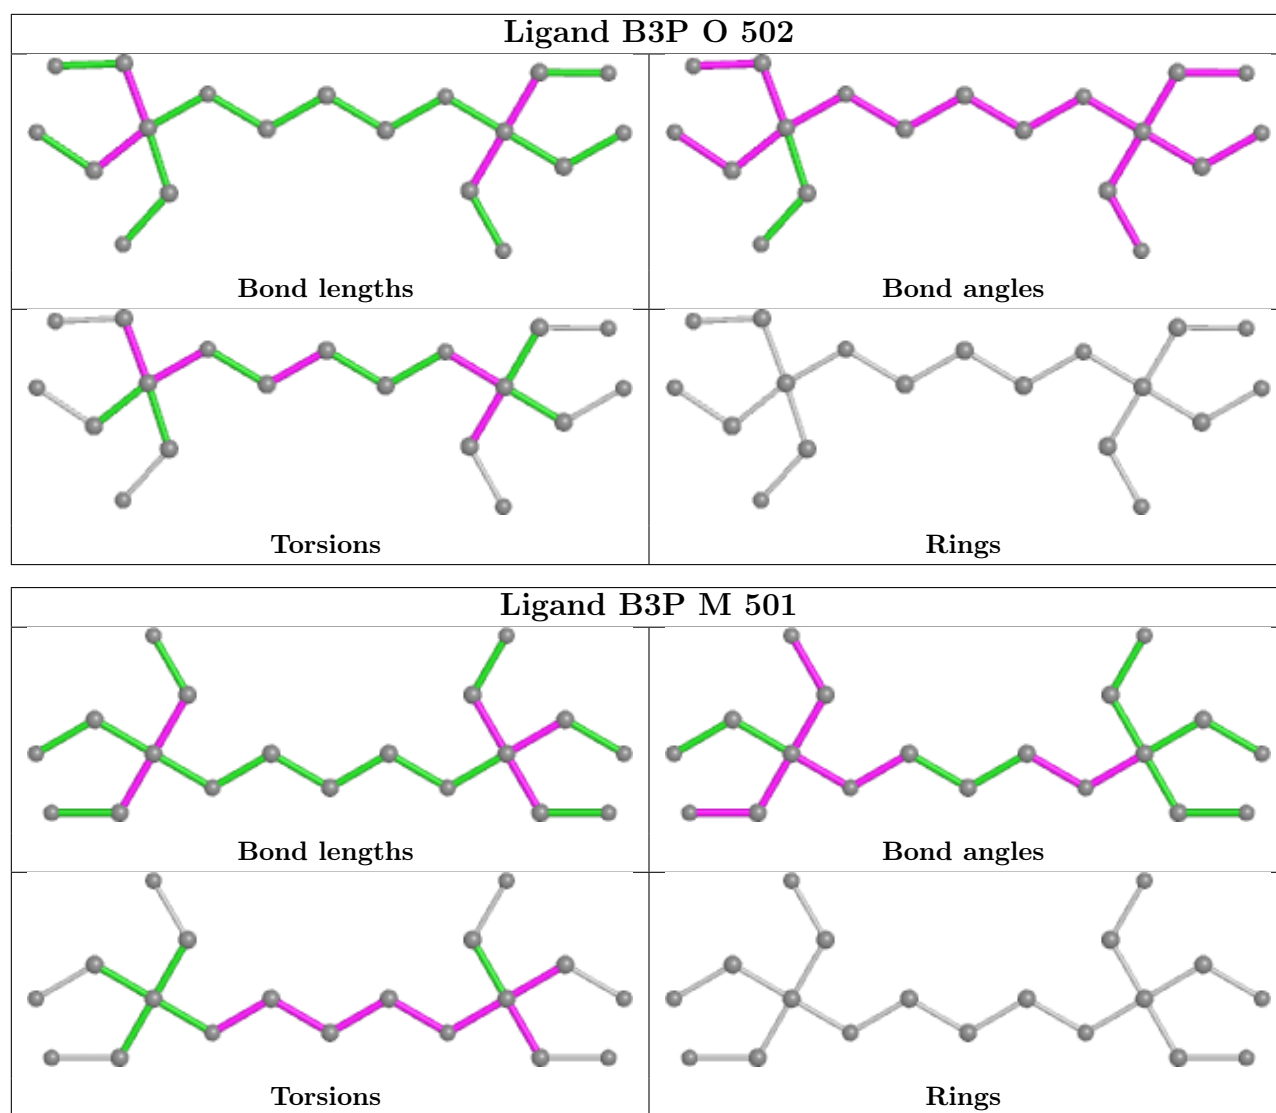 Ligand B3P O 502
Bond lengths
Bond angles
Torsions
Rings
Ligand B3P M 501
Bond lengths
Bond angles
Torsions
Rings